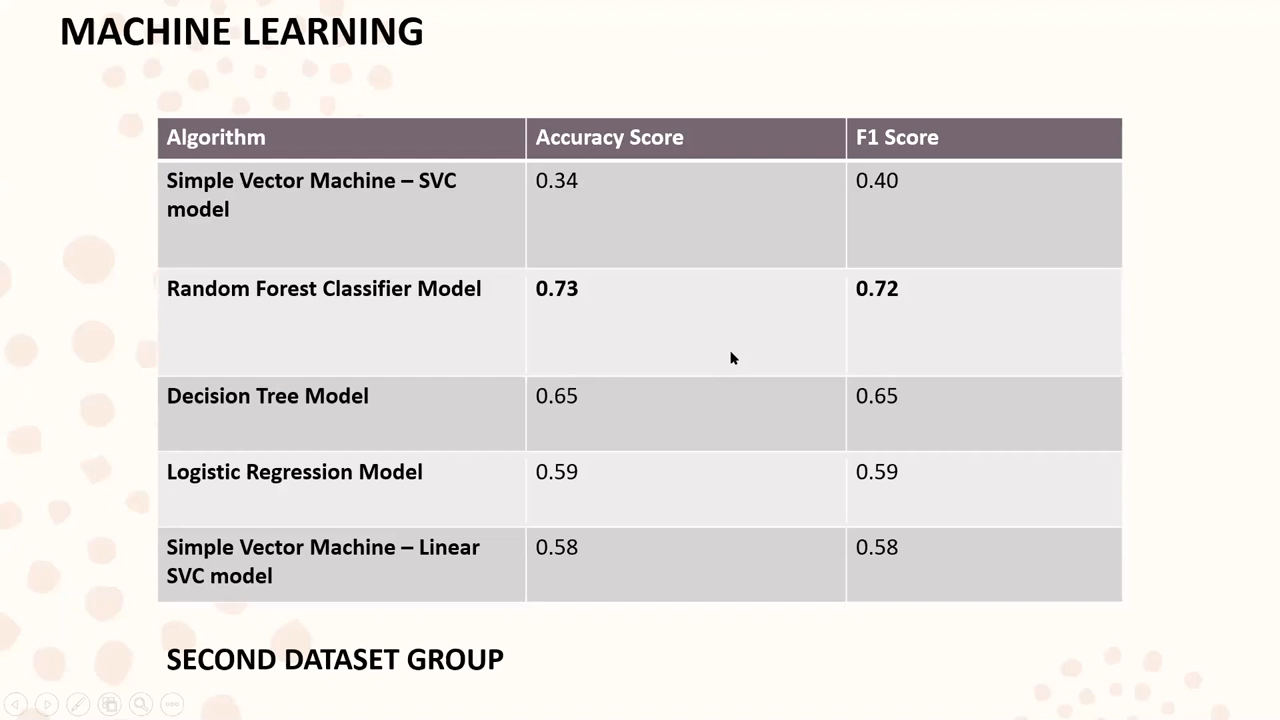 MACHINE LEARNING
Algorithm Accuracy Score F1 Score
Simple Vector Machine – SVC 0.34 0.40
model
Random Forest Classifier Model 0.73 0.72
Decision Tree Model 0.65 0.65
Logistic Regression Model 0.59 0.59
Simple Vector Machine – Linear 0.58 0.58
SVC model
SECOND DATASET GROUP